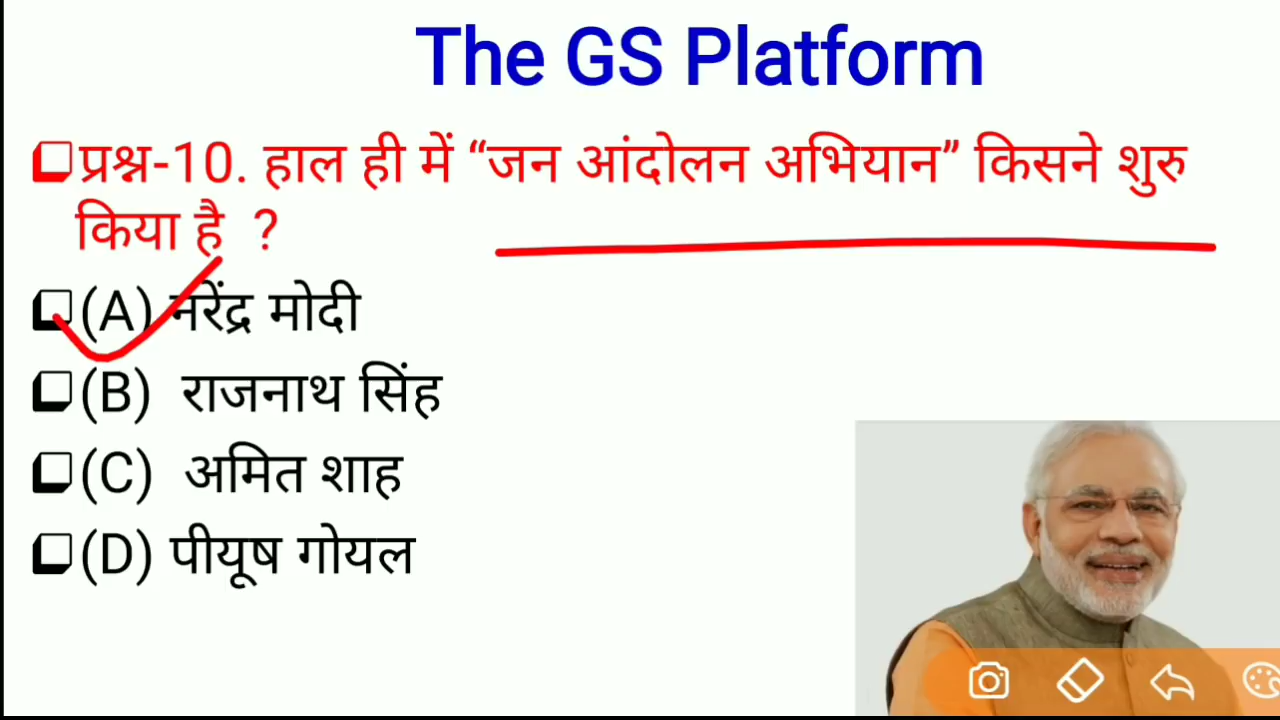 The GS Platform
❑प्रश्न-10. हाल ही में “जन आंदोलन अभियान” किसने शुरु
किया है ?
❑(A) नरेंद्र मोदी
❑(B) राजनाथ सिंह
❑(C) अमित शाह
❑(D) पीयूष गोयल